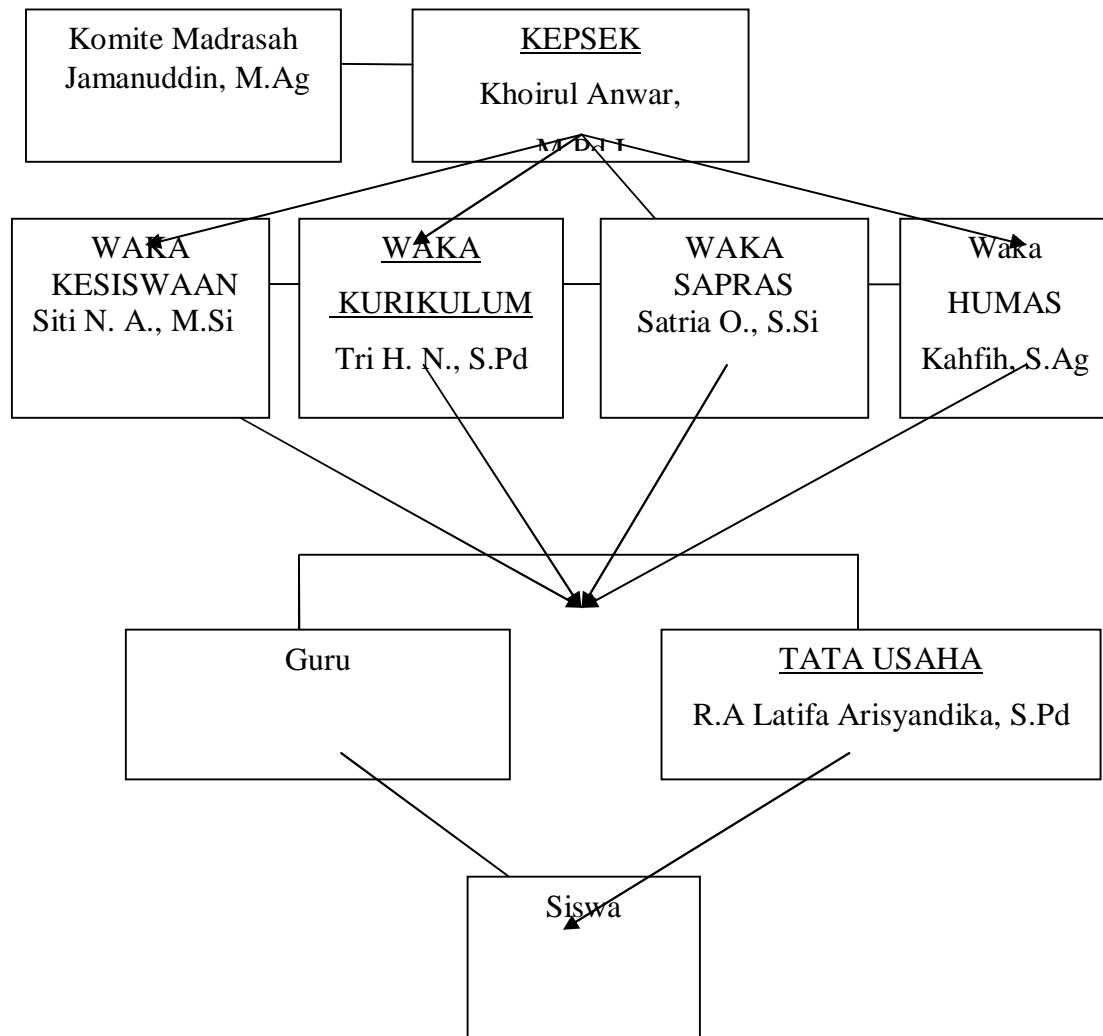 Komite Madrasah
Jamanuddin, M.Ag
KEPSEK
Khoirul Anwar,
WAKA
KESISWAAN
Siti N. A., M.Si
WAKA
KURIKULUM
Tri H. N., S.Pd
WAKA
SAPRAS
Satria O., S.Si
Waka
HUMAS
Kahfih, S.Ag
Guru
TATA USAHA
R.A Latifa Arisyandika, S.Pd
Siswa